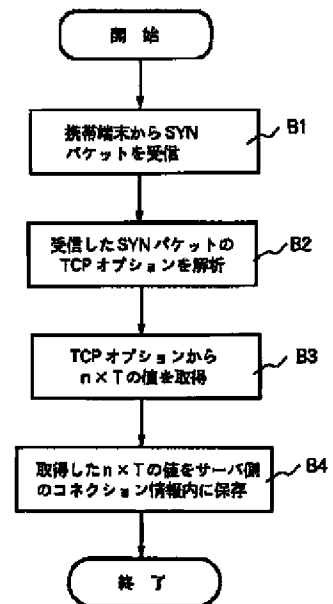 開始
携帯端末からSYN
パケットを受信
B1
受信したSYNパケットの
TCPオプションを解析
B2
TCPオプションから
n×Tの値を取得
B3
取得したn×Tの値をサーバ側
のコネクション情報内に保存
B4
終了